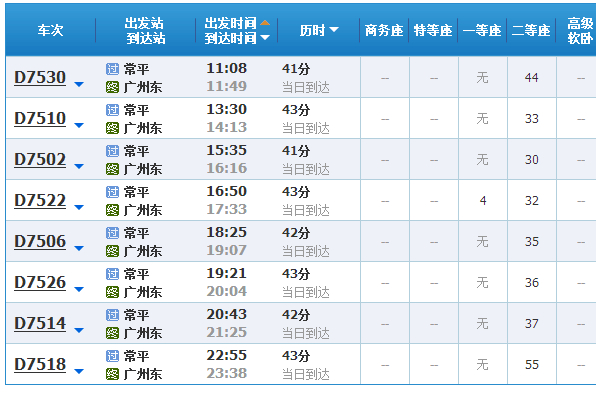 车次 出发站 到达站 出发时间 到达时间 历时 商务座 特等座 一等座 二等座 高级软卧
D7530 过 常平 11:08 41分 -- -- 无 44 --
终 广州东 11:49 当日到达
D7510 过 常平 13:30 43分 -- -- 无 33 --
终 广州东 14:13 当日到达
D7502 过 常平 15:35 41分 -- -- 无 30 --
终 广州东 16:16 当日到达
D7522 过 常平 16:50 43分 -- -- 4 32 --
终 广州东 17:33 当日到达
D7506 过 常平 18:25 42分 -- -- 无 35 --
终 广州东 19:07 当日到达
D7526 过 常平 19:21 43分 -- -- 无 36 --
终 广州东 20:04 当日到达
D7514 过 常平 20:43 42分 -- -- 无 37 --
终 广州东 21:25 当日到达
D7518 过 常平 22:55 43分 -- -- 无 55 --
终 广州东 23:38 当日到达